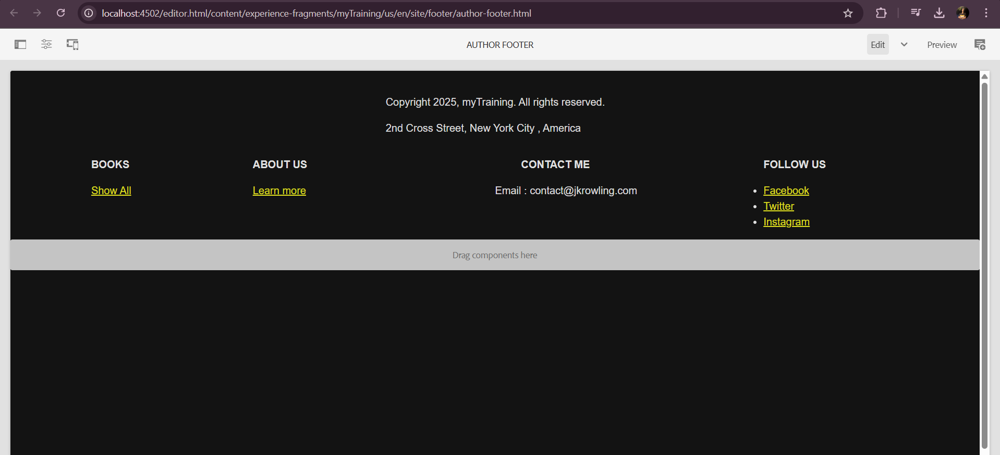 localhost:4502/editor.html/content/experience-fragments/myTraining/us/en/site/footer/author-footer.html
AUTHOR FOOTER
Edit
Preview
Copyright 2025, myTraining. All rights reserved.
2nd Cross Street, New York City , America
BOOKS
Show All
ABOUT US
Learn more
CONTACT ME
Email : contact@jkrowling.com
FOLLOW US
• Facebook
• Twitter
• Instagram
Drag components here